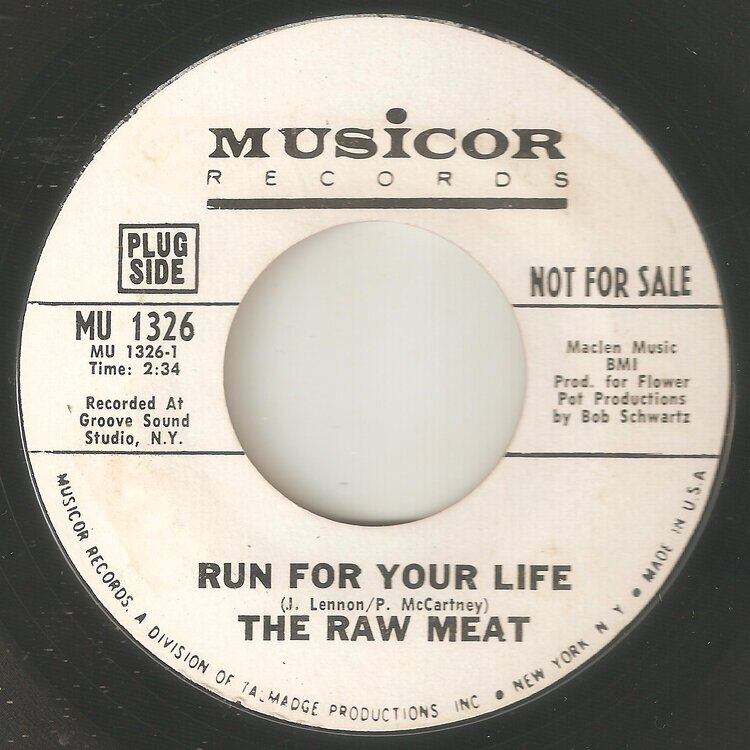 MUSICOR
RECORDS
PLUG
SIDE
NOT FOR SALE
MU 1326
MU 1326-1
Time: 2:34
Recorded At
Groove Sound
Studio, N.Y.
Maclen Music
BMI
Prod. for Flower
Pot Productions
by Bob Schwartz
RUN FOR YOUR LIFE
(J. Lennon/P. McCartney)
THE RAW MEAT
MUSICOR RECORDS, A DIVISION OF TALMADGE PRODUCTIONS INC • NEW YORK N Y • MADE IN U.S.A